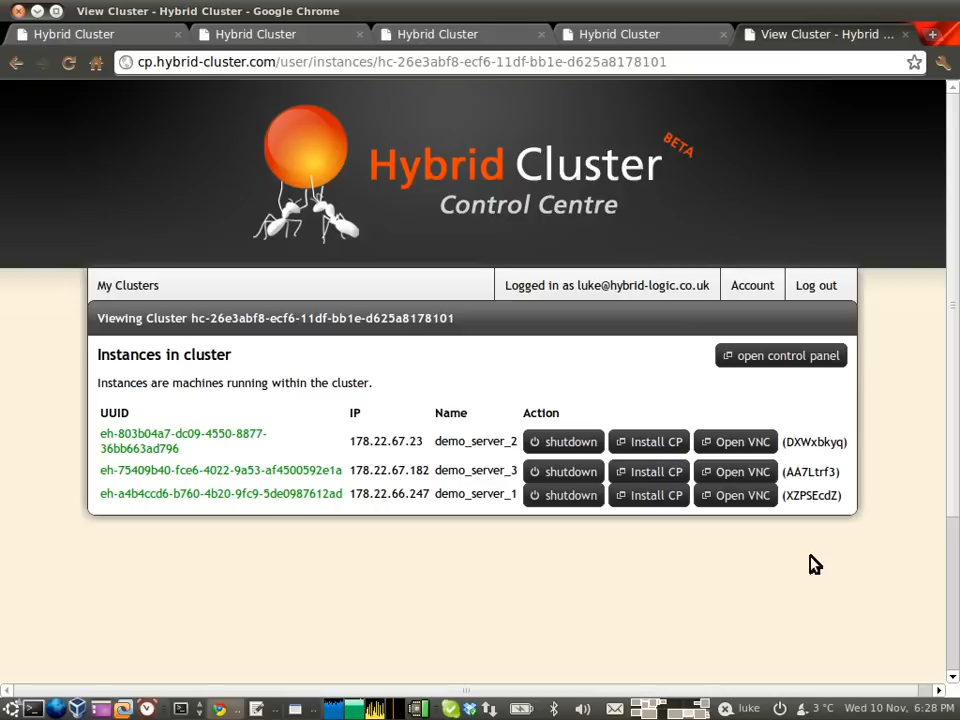 View Cluster - Hybrid Cluster - Google Chrome
Hybrid Cluster
Hybrid Cluster
Hybrid Cluster
Hybrid Cluster
View Cluster - Hybrid ...
cp.hybrid-cluster.com/user/instances/hc-26e3abf8-ecf6-11df-bb1e-d625a8178101
Hybrid Cluster BETA
Control Centre
My Clusters
Logged in as luke@hybrid-logic.co.uk
Account
Log out
Viewing Cluster hc-26e3abf8-ecf6-11df-bb1e-d625a8178101
Instances in cluster
open control panel
Instances are machines running within the cluster.
UUID IP Name Action
eh-803b04a7-dc09-4550-8877-
36bb663ad796 178.22.67.23 demo_server_2 shutdown Install CP Open VNC (DXWxbkyq)
eh-75409b40-fce6-4022-9a53-af4500592e1a 178.22.67.182 demo_server_3 shutdown Install CP Open VNC (AA7Ltrf3)
eh-a4b4ccd6-b760-4b20-9fc9-5de0987612ad 178.22.66.247 demo_server_1 shutdown Install CP Open VNC (XZPSEcdZ)
luke 3 °C Wed 10 Nov, 6:28 PM